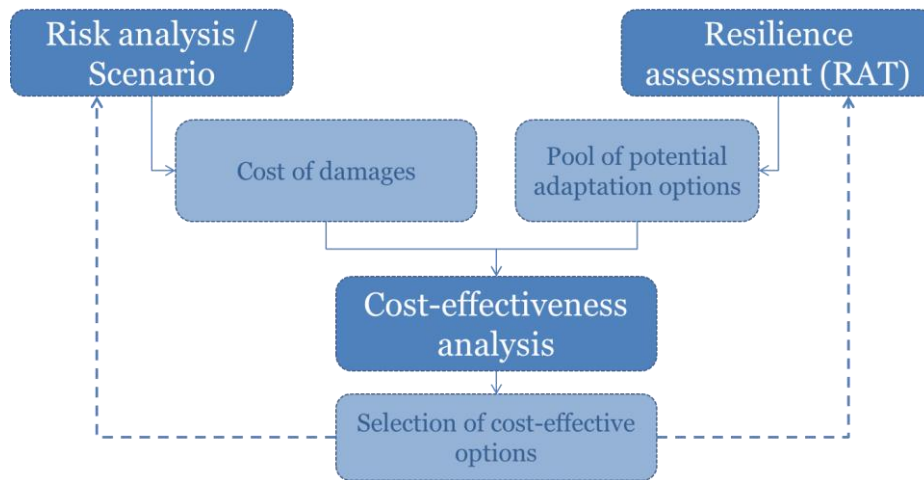 Risk analysis /
Scenario
Resilience
assessment (RAT)
Cost of damages
Pool of potential
adaptation options
Cost-effectiveness
analysis
Selection of cost-effective
options